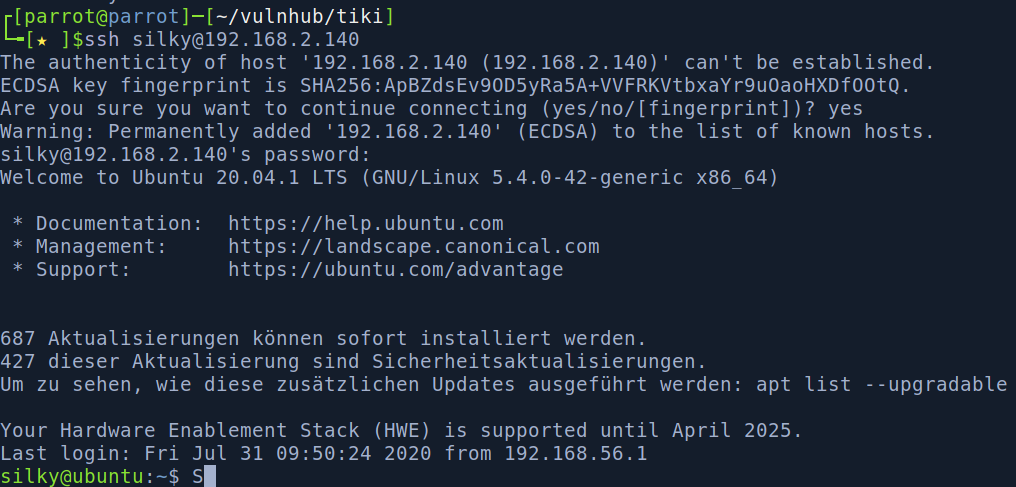 ┌[parrot@parrot]─[~/vulnhub/tiki]
└╼[★ ]$ssh silky@192.168.2.140
The authenticity of host '192.168.2.140 (192.168.2.140)' can't be established.
ECDSA key fingerprint is SHA256:ApBZdsEv9OD5yRa5A+VVFRKVtbxaYr9uOaoHXDfOOtQ.
Are you sure you want to continue connecting (yes/no/[fingerprint])? yes
Warning: Permanently added '192.168.2.140' (ECDSA) to the list of known hosts.
silky@192.168.2.140's password:
Welcome to Ubuntu 20.04.1 LTS (GNU/Linux 5.4.0-42-generic x86_64)
* Documentation:  https://help.ubuntu.com
* Management:     https://landscape.canonical.com
* Support:        https://ubuntu.com/advantage
687 Aktualisierungen können sofort installiert werden.
427 dieser Aktualisierung sind Sicherheitsaktualisierungen.
Um zu sehen, wie diese zusätzlichen Updates ausgeführt werden: apt list --upgradable
Your Hardware Enablement Stack (HWE) is supported until April 2025.
Last login: Fri Jul 31 09:50:24 2020 from 192.168.56.1
silky@ubuntu:~$ S